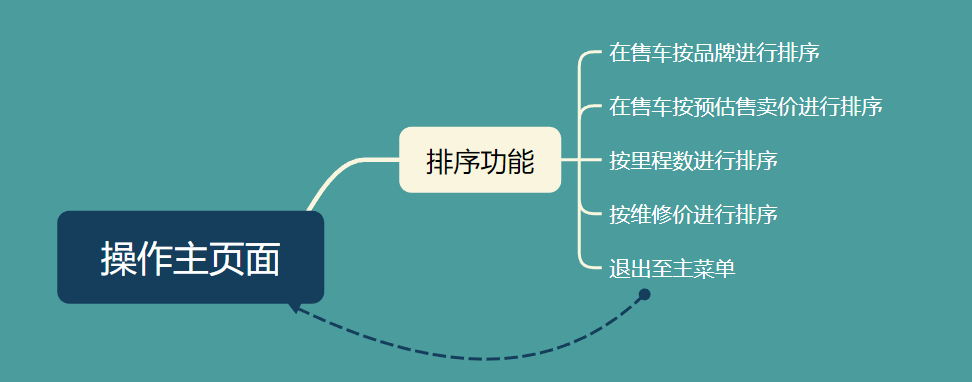 操作主页面
排序功能
在售车按品牌进行排序
在售车按预估售卖价进行排序
按里程数进行排序
按维修价进行排序
退出至主菜单